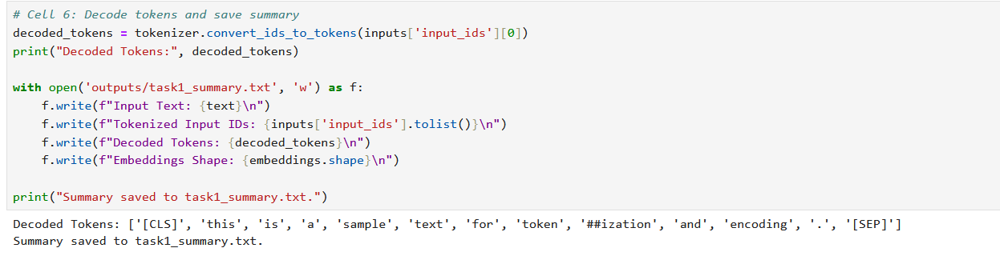 # Cell 6: Decode tokens and save summary
decoded_tokens = tokenizer.convert_ids_to_tokens(inputs['input_ids'][0])
print("Decoded Tokens:", decoded_tokens)
with open('outputs/task1_summary.txt', 'w') as f:
    f.write(f"Input Text: {text}\n")
    f.write(f"Tokenized Input IDs: {inputs['input_ids'].tolist()}\n")
    f.write(f"Decoded Tokens: {decoded_tokens}\n")
    f.write(f"Embeddings Shape: {embeddings.shape}\n")
print("Summary saved to task1_summary.txt.")
Decoded Tokens: ['[CLS]', 'this', 'is', 'a', 'sample', 'text', 'for', 'token', '##ization', 'and', 'encoding', '.', '[SEP]']
Summary saved to task1_summary.txt.